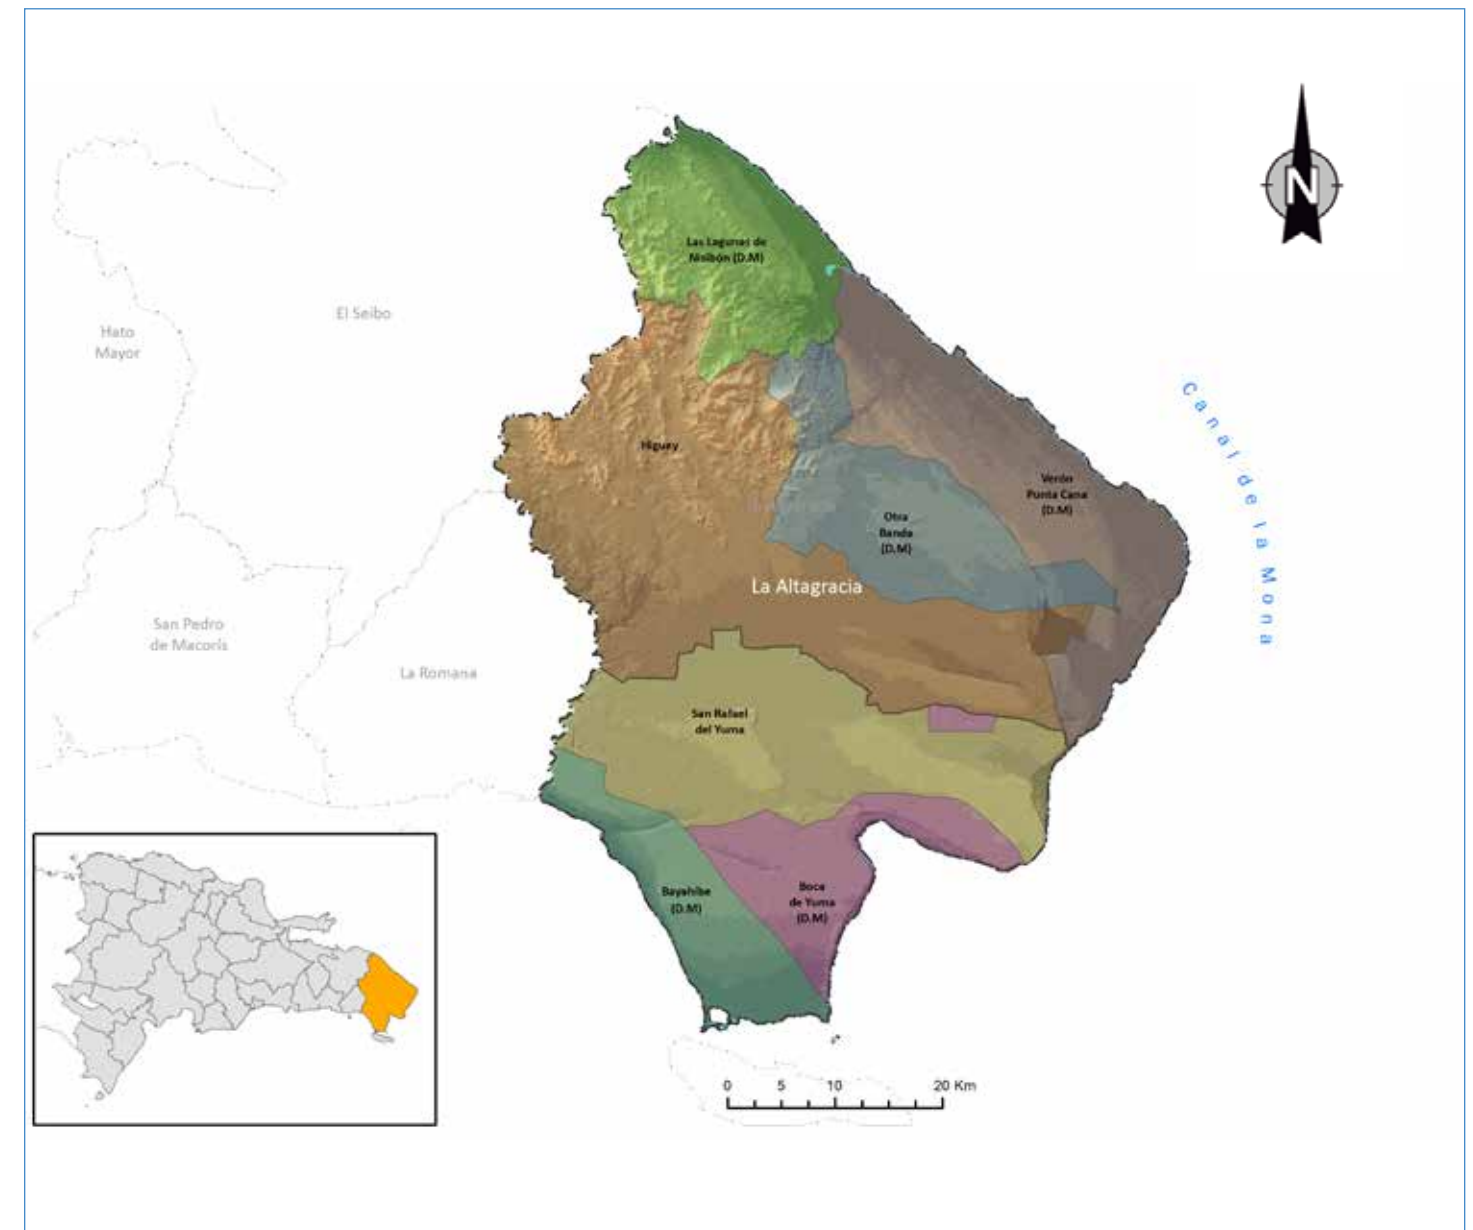 N
Las Lagunas de
Nisibón (D.M)
El Seibo
Hato
Mayor
Canal de la Mona
Higuey
Verón
Punta Cana
(D.M)
Otra
Banda
(D.M)
La Altagracia
San Pedro
de Macorís
La Romana
San Rafael
del Yuma
Bayahibe
(D.M)
Boca
de Yuma
(D.M)
0 5 10 20 Km